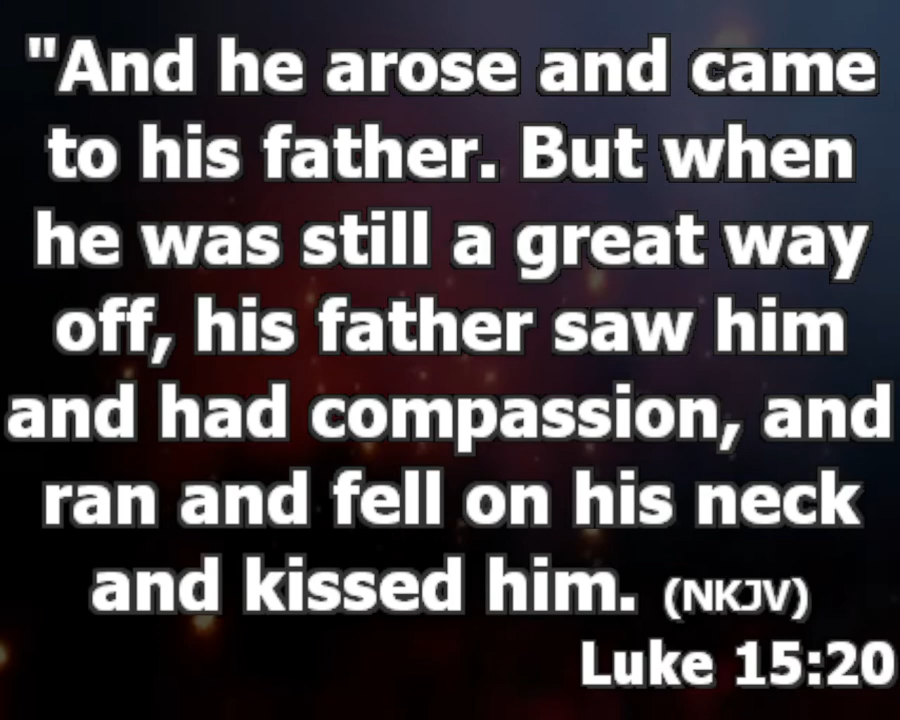 "And he arose and came
to his father. But when
he was still a great way
off, his father saw him
and had compassion, and
ran and fell on his neck
and kissed him. (NKJV)
Luke 15:20